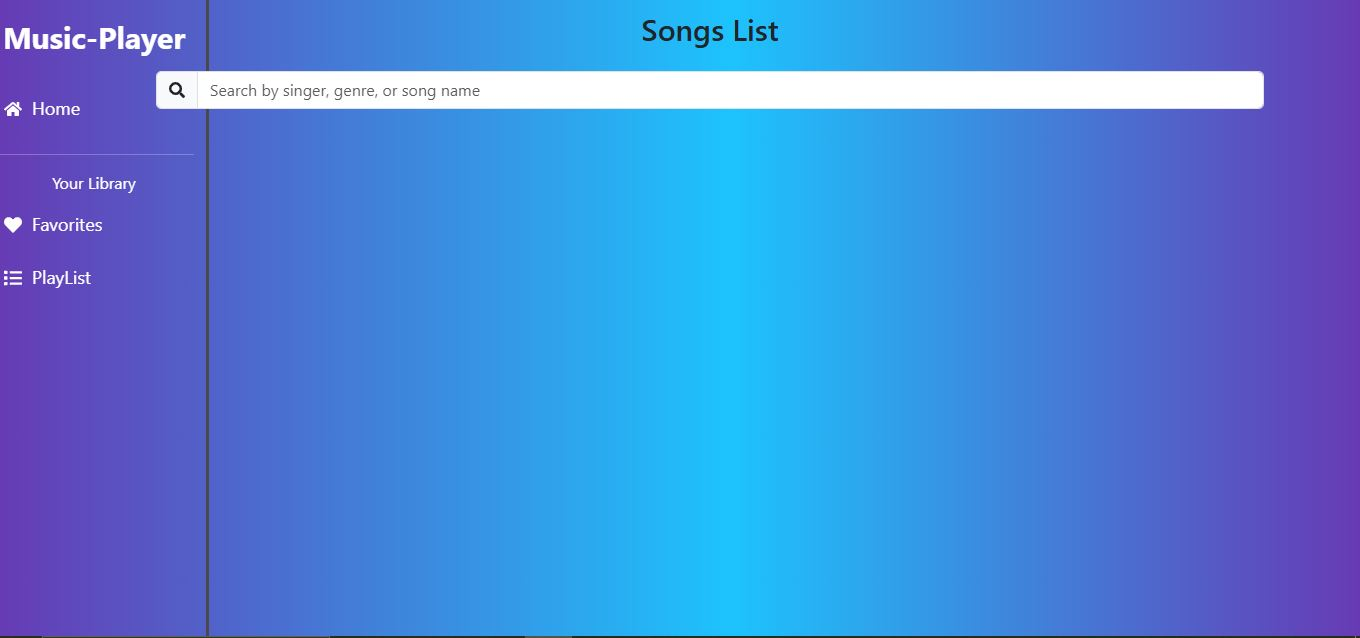 Music-Player
Home
Your Library
Favorites
PlayList
Songs List
Search by singer, genre, or song name